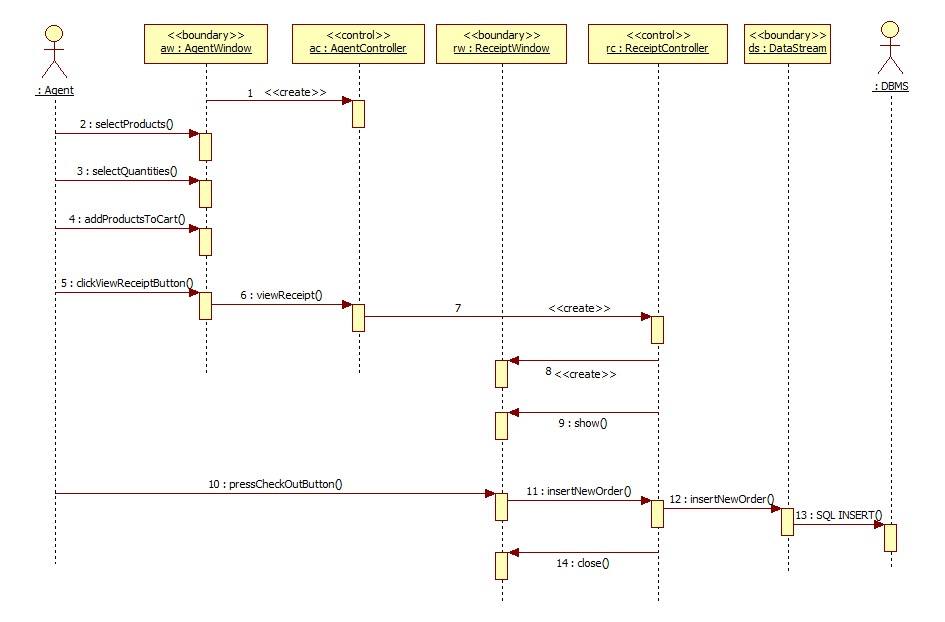 <<boundary>>
aw : AgentWindow
<<control>>
ac : AgentController
<<boundary>>
rw : ReceiptWindow
<<control>>
rc : ReceiptController
<<boundary>>
ds : DataStream
: Agent
: DBMS
1 <<create>>
2 : selectProducts()
3 : selectQuantities()
4 : addProductsToCart()
5 : clickViewReceiptButton()
6 : viewReceipt()
7 <<create>>
8 <<create>>
9 : show()
10 : pressCheckOutButton()
11 : insertNewOrder()
12 : insertNewOrder()
13 : SQL INSERT()
14 : close()